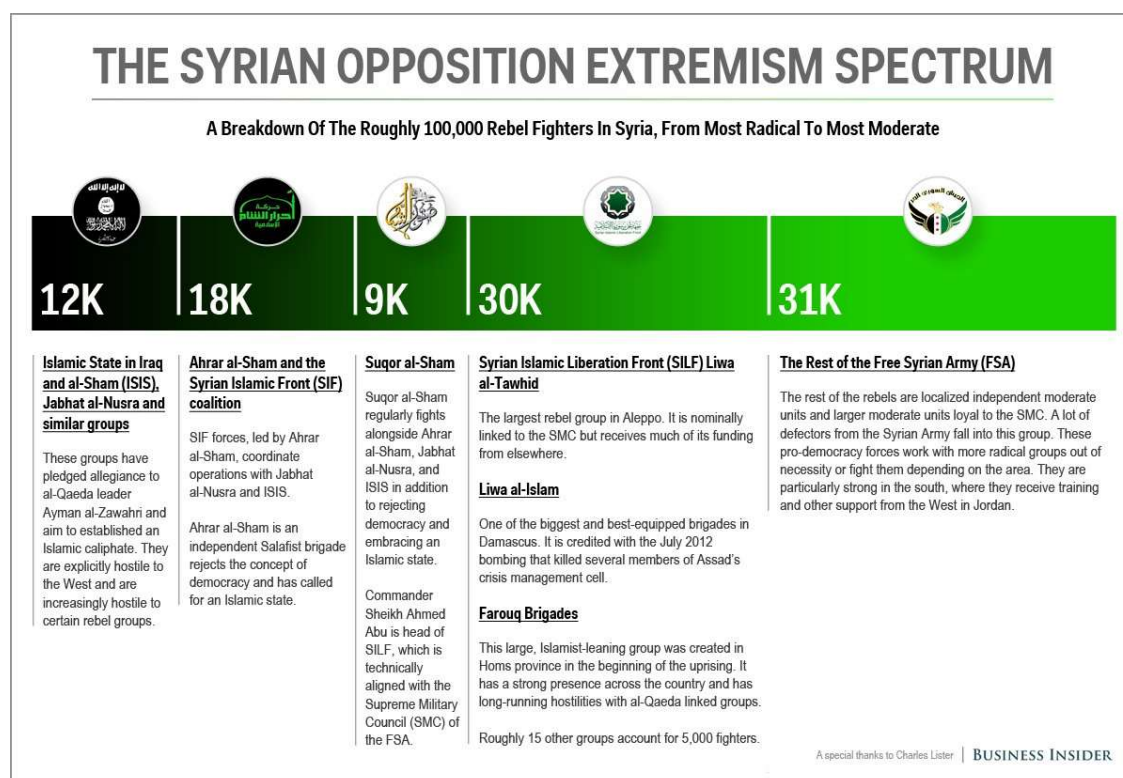 THE SYRIAN OPPOSITION EXTREMISM SPECTRUM
A Breakdown Of The Roughly 100,000 Rebel Fighters In Syria, From Most Radical To Most Moderate
لا إله إلا الله
حركة
أحرار الشام
الإسلامية
Syrian Islamic Liberation Front
الجيش السوري الحر
12K
18K
9K
30K
31K
Islamic State in Iraq
and al-Sham (ISIS),
Jabhat al-Nusra and
similar groups
These groups have
pledged allegiance to
al-Qaeda leader
Ayman al-Zawahri and
aim to established an
Islamic caliphate. They
are explicitly hostile to
the West and are
increasingly hostile to
certain rebel groups.
Ahrar al-Sham and the
Syrian Islamic Front (SIF)
coalition
SIF forces, led by Ahrar
al-Sham, coordinate
operations with Jabhat
al-Nusra and ISIS.
Ahrar al-Sham is an
independent Salafist brigade
rejects the concept of
democracy and has called
for an Islamic state.
Suqor al-Sham
Suqor al-Sham
regularly fights
alongside Ahrar
al-Sham, Jabhat
al-Nusra, and
ISIS in addition
to rejecting
democracy and
embracing an
Islamic state.
Commander
Sheikh Ahmed
Abu is head of
SILF, which is
technically
aligned with the
Supreme Military
Council (SMC) of
the FSA.
Syrian Islamic Liberation Front (SILF) Liwa
al-Tawhid
The largest rebel group in Aleppo. It is nominally
linked to the SMC but receives much of its funding
from elsewhere.
Liwa al-Islam
One of the biggest and best-equipped brigades in
Damascus. It is credited with the July 2012
bombing that killed several members of Assad's
crisis management cell.
Farouq Brigades
This large, Islamist-leaning group was created in
Homs province in the beginning of the uprising. It
has a strong presence across the country and has
long-running hostilities with al-Qaeda linked groups.
Roughly 15 other groups account for 5,000 fighters.
The Rest of the Free Syrian Army (FSA)
The rest of the rebels are localized independent moderate
units and larger moderate units loyal to the SMC. A lot of
defectors from the Syrian Army fall into this group. These
pro-democracy forces work with more radical groups out of
necessity or fight them depending on the area. They are
particularly strong in the south, where they receive training
and other support from the West in Jordan.
A special thanks to Charles Lister | BUSINESS INSIDER